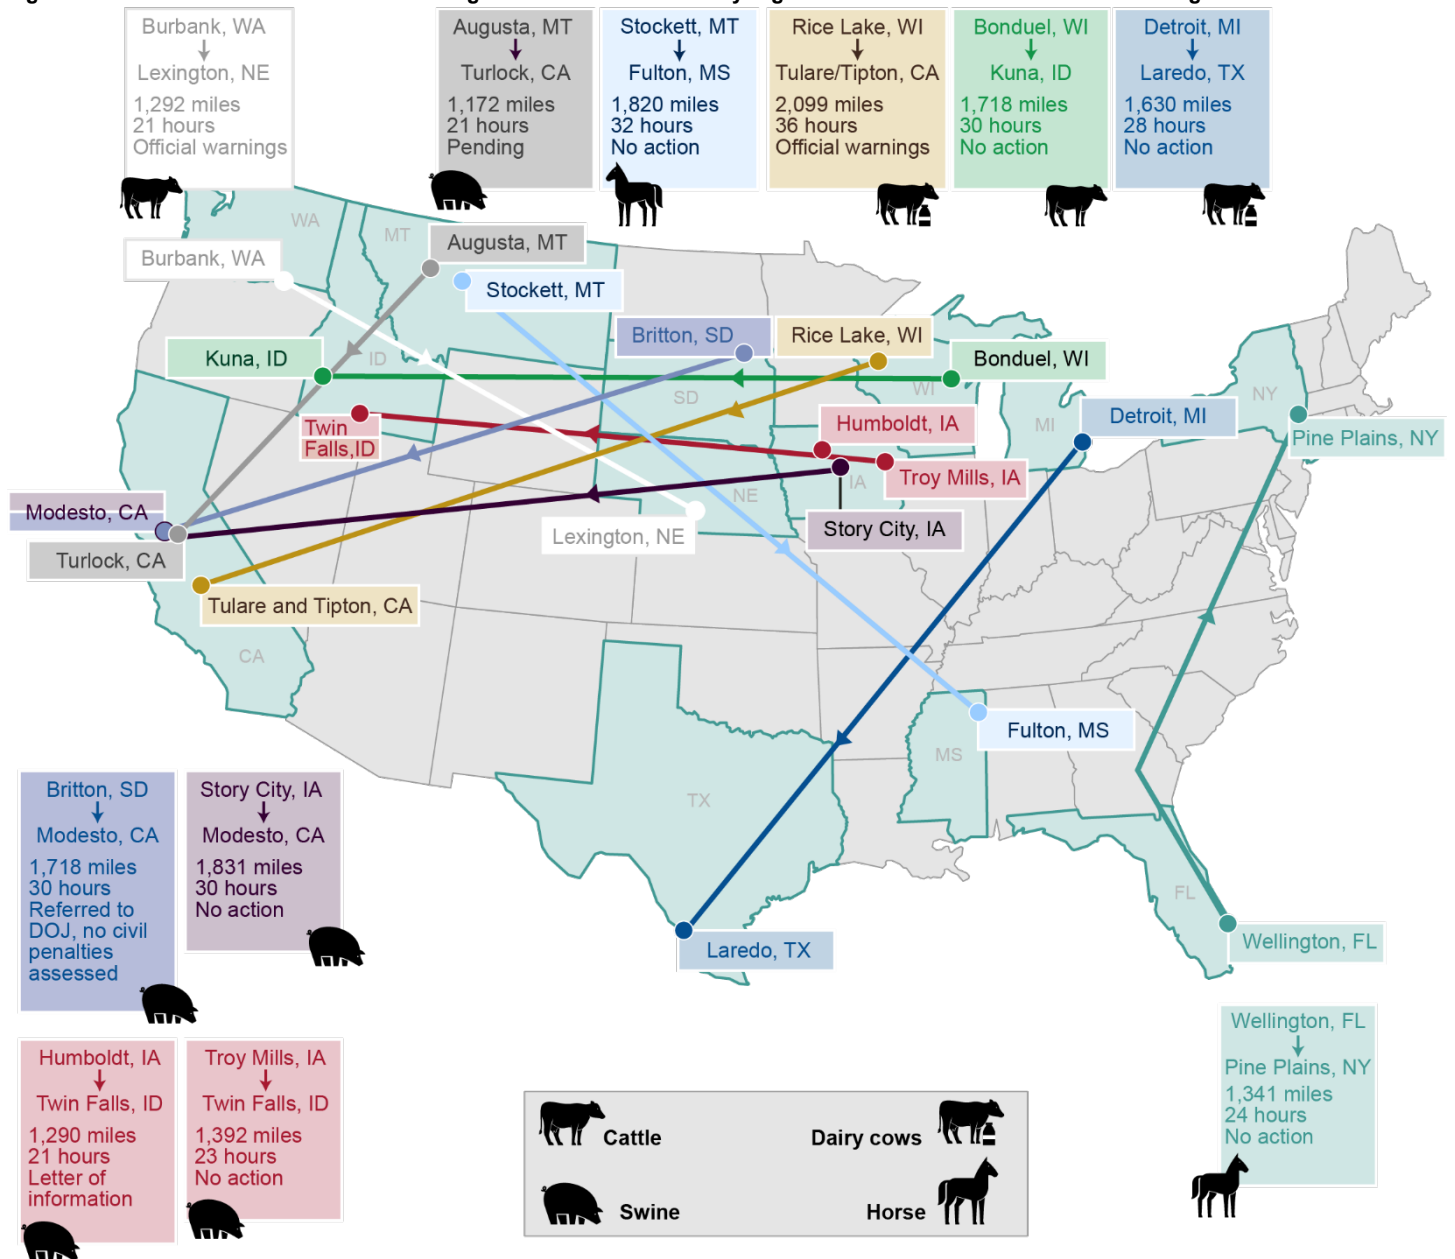 Burbank, WA
Lexington, NE
1,292 miles
21 hours
Official warnings
Augusta, MT
Turlock, CA
1,172 miles
21 hours
Pending
Stockett, MT
Fulton, MS
1,820 miles
32 hours
No action
Rice Lake, WI
Tulare/Tipton, CA
2,099 miles
36 hours
Official warnings
Bonduel, WI
Kuna, ID
1,718 miles
30 hours
No action
Detroit, MI
Laredo, TX
1,630 miles
28 hours
No action
WA
MT
Augusta, MT
Burbank, WA
Stockett, MT
Britton, SD
Rice Lake, WI
Kuna, ID
ID
Bonduel, WI
WI
SD
NY
Twin
Falls,ID
Humboldt, IA
MI
Detroit, MI
Pine Plains, NY
Troy Mills, IA
IA
NE
Modesto, CA
Lexington, NE
Story City, IA
Turlock, CA
Tulare and Tipton, CA
CA
Fulton, MS
MS
TX
FL
Laredo, TX
Wellington, FL
Britton, SD
Modesto, CA
1,718 miles
30 hours
Referred to
DOJ, no civil
penalties
assessed
Story City, IA
Modesto, CA
1,831 miles
30 hours
No action
Humboldt, IA
Twin Falls, ID
1,290 miles
21 hours
Letter of
information
Troy Mills, IA
Twin Falls, ID
1,392 miles
23 hours
No action
Cattle
Dairy cows
Swine
Horse
Wellington, FL
Pine Plains, NY
1,341 miles
24 hours
No action